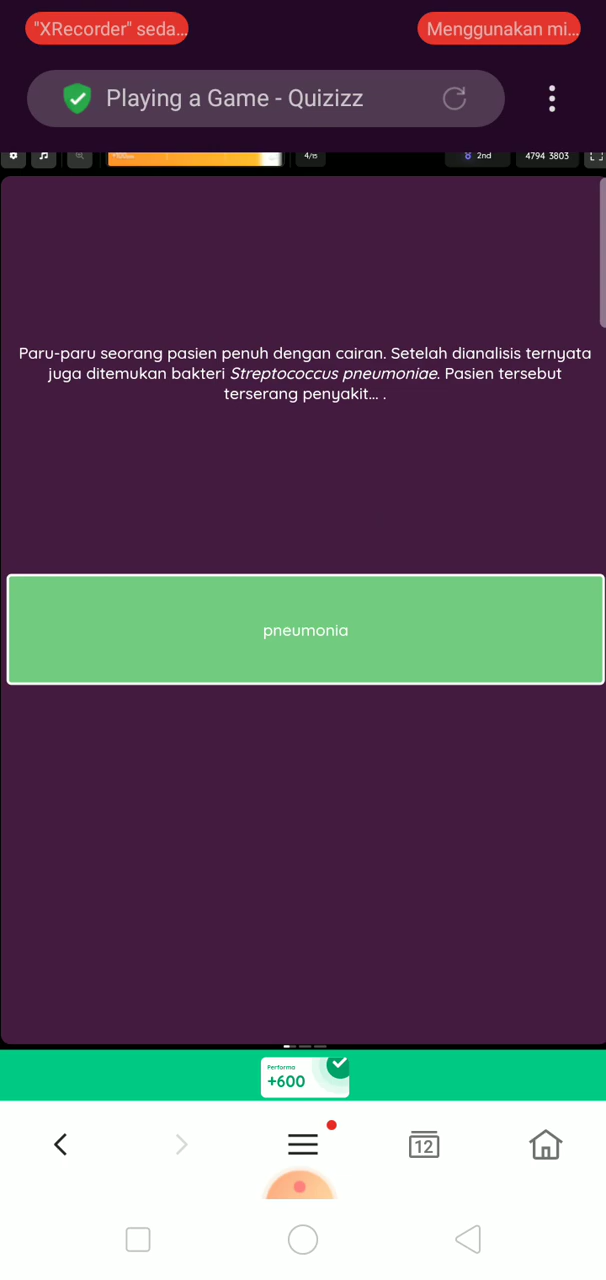 "XRecorder" seda...
Menggunakan mi...
Playing a Game - Quizizz
4/15
2nd
4794 3803
Paru-paru seorang pasien penuh dengan cairan. Setelah dianalisis ternyata
juga ditemukan bakteri Streptococcus pneumoniae. Pasien tersebut
terserang penyakit... .
pneumonia
Performa
+600
12